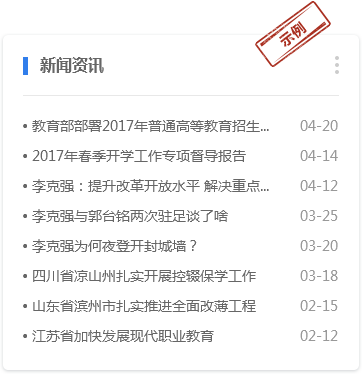 示例
新闻资讯
• 教育部部署2017年普通高等教育招生... 04-20
• 2017年春季开学工作专项督导报告 04-14
• 李克强：提升改革开放水平 解决重点... 04-12
• 李克强与郭台铭两次驻足谈了啥 03-25
• 李克强为何夜登开封城墙？ 03-20
• 四川省凉山州扎实开展控辍保学工作 03-18
• 山东省滨州市扎实推进全面改薄工程 02-15
• 江苏省加快发展现代职业教育 02-12